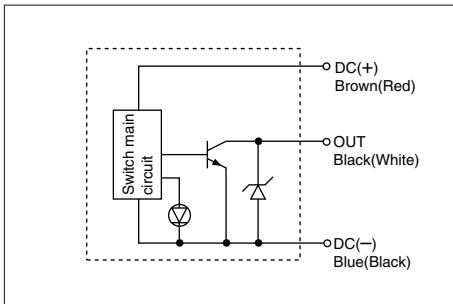 Switch main
circuit
DC(+)
Brown(Red)
OUT
Black(White)
DC(−)
Blue(Black)